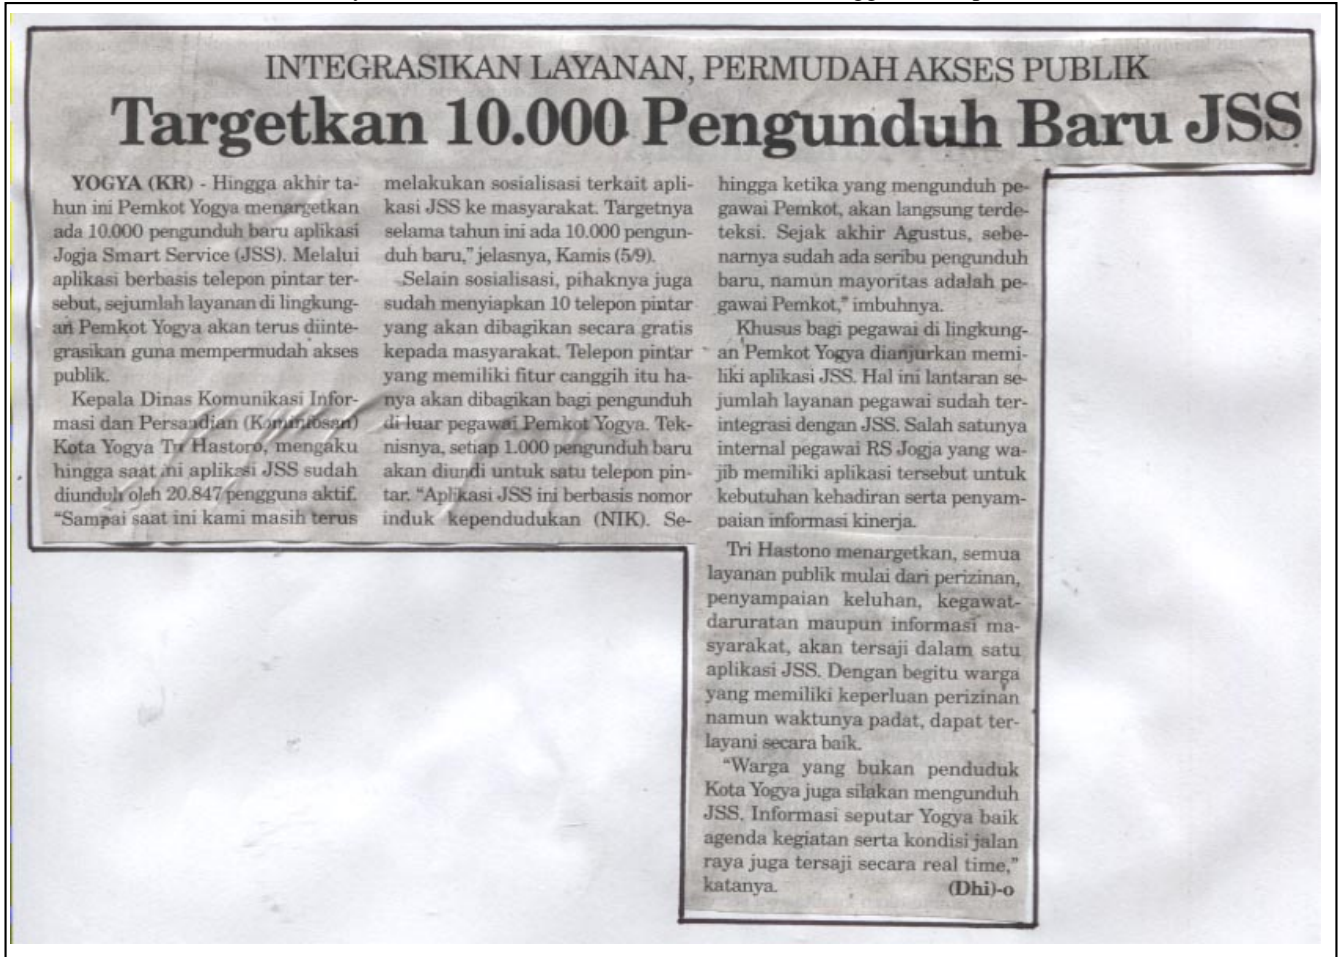 INTEGRASIKAN LAYANAN, PERMUDAH AKSES PUBLIK
Targetkan 10.000 Pengunduh Baru JSS
YOGYA (KR) - Hingga akhir ta-
hun ini Pemkot Yogya menargetkan
ada 10.000 pengunduh baru aplikasi
Jogja Smart Service (JSS). Melalui
aplikasi berbasis telepon pintar ter-
sebut, sejumlah layanan di lingkung-
an Pemkot Yogya akan terus diinte-
grasikan guna mempermudah akses
publik.
Kepala Dinas Komunikasi Infor-
masi dan Persandian (Kominfosan)
Kota Yogya Tri Hastoro, mengaku
hingga saat ini aplikasi JSS sudah
diunduh oleh 20.847 pengguna aktif.
“Sampai saat ini kami masih terus
melakukan sosialisasi terkait apli-
kasi JSS ke masyarakat. Targetnya
selama tahun ini ada 10.000 pengun-
duh baru,” jelasnya, Kamis (5/9).
Selain sosialisasi, pihaknya juga
sudah menyiapkan 10 telepon pintar
yang akan dibagikan secara gratis
kepada masyarakat. Telepon pintar
yang memiliki fitur canggih itu ha-
nya akan dibagikan bagi pengunduh
di luar pegawai Pemkot Yogya. Tek-
nisnya, setiap 1.000 pengunduh baru
akan diundi untuk satu telepon pin-
tar. “Aplikasi JSS ini berbasis nomor
induk kependudukan (NIK). Se-
hingga ketika yang mengunduh pe-
gawai Pemkot, akan langsung terde-
teksi. Sejak akhir Agustus, sebe-
narnya sudah ada seribu pengunduh
baru, namun mayoritas adalah pe-
gawai Pemkot,” imbuhnya.
Khusus bagi pegawai di lingkung-
an Pemkot Yogya dianjurkan memi-
liki aplikasi JSS. Hal ini lantaran se-
jumlah layanan pegawai sudah ter-
integrasi dengan JSS. Salah satunya
internal pegawai RS Jogja yang wa-
jib memiliki aplikasi tersebut untuk
kebutuhan kehadiran serta penyam-
paian informasi kinerja.
Tri Hastono menargetkan, semua
layanan publik mulai dari perizinan,
penyampaian keluhan, kegawat-
daruratan maupun informasi ma-
syarakat, akan tersaji dalam satu
aplikasi JSS. Dengan begitu warga
yang memiliki keperluan perizinan
namun waktunya padat, dapat ter-
layani secara baik.
“Warga yang bukan penduduk
Kota Yogya juga silakan mengunduh
JSS. Informasi seputar Yogya baik
agenda kegiatan serta kondisi jalan
raya juga tersaji secara real time,”
katanya. (Dhi)-o